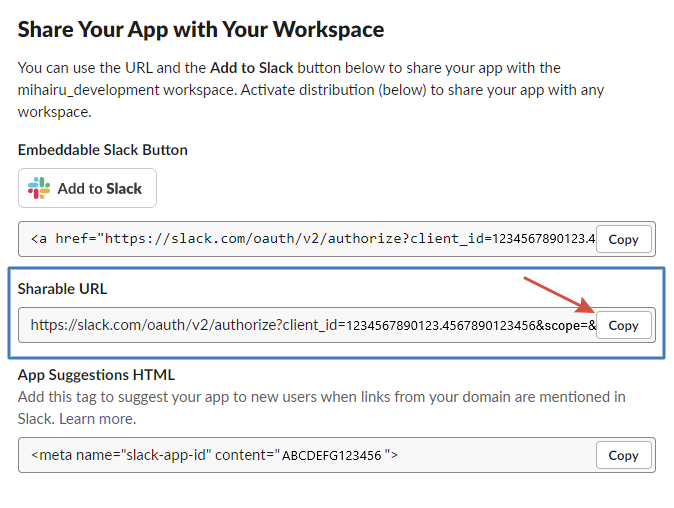 Share Your App with Your Workspace
You can use the URL and the Add to Slack button below to share your app with the
mihairu_development workspace. Activate distribution (below) to share your app with any
workspace.
Embeddable Slack Button
Add to Slack
<a href="https://slack.com/oauth/v2/authorize?client_id=1234567890123.4 Copy
Sharable URL
https://slack.com/oauth/v2/authorize?client_id=1234567890123.4567890123456&scope=& Copy
App Suggestions HTML
Add this tag to suggest your app to new users when links from your domain are mentioned in
Slack. Learn more.
<meta name="slack-app-id" content="ABCDEFG123456 "> Copy